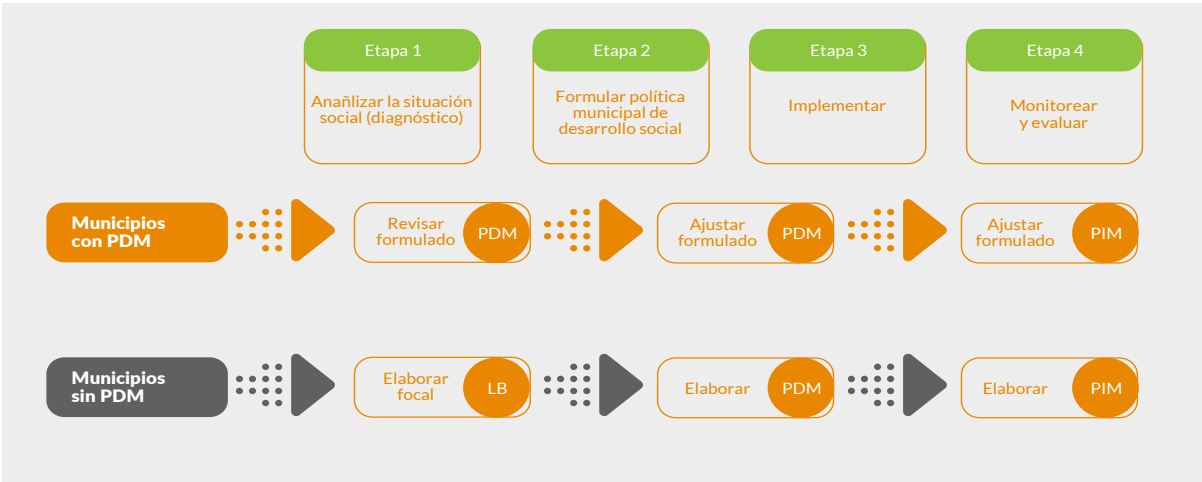 Etapa 1
Anañlizar la situación
social (diagnóstico)
Etapa 2
Formular política
municipal de
desarrollo social
Etapa 3
Implementar
Etapa 4
Monitorear
y evaluar
Municipios
con PDM
Revisar
formulado
PDM
Ajustar
formulado
PDM
Ajustar
formulado
PIM
Municipios
sin PDM
Elaborar
focal
LB
Elaborar
PDM
Elaborar
PIM